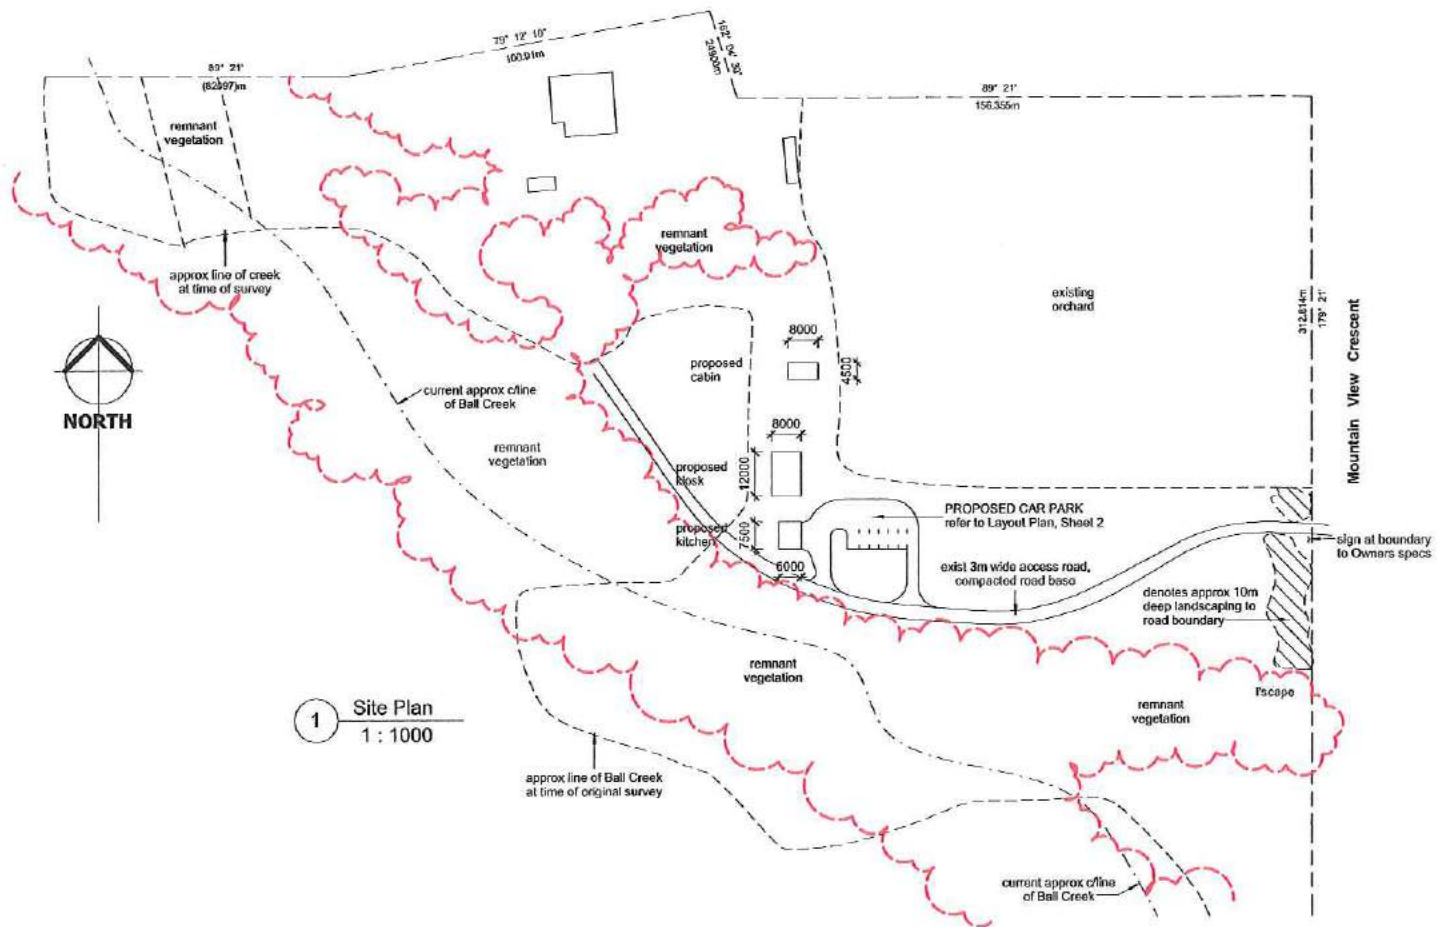 79° 12' 10"
100.91m
162° 04' 30"
24900m
89° 21'
(82097)m
89° 21'
156.355m
remnant
vegetation
remnant
vegetation
approx line of creek
at time of survey
existing
orchard
312.814m
179° 21'
Mountain View Crescent
8000
4500
proposed
cabin
NORTH
current approx c/line
of Ball Creek
8000
remnant
vegetation
proposed
kiosk
12000
PROPOSED CAR PARK
refer to Layout Plan, Sheet 2
proposed
kitchen
7500
6000
sign at boundary
to Owners specs
exist 3m wide access road,
compacted road base
denotes approx 10m
deep landscaping to
road boundary
remnant
vegetation
l'scape
remnant
vegetation
1
Site Plan
1 : 1000
approx line of Ball Creek
at time of original survey
current approx c/line
of Ball Creek